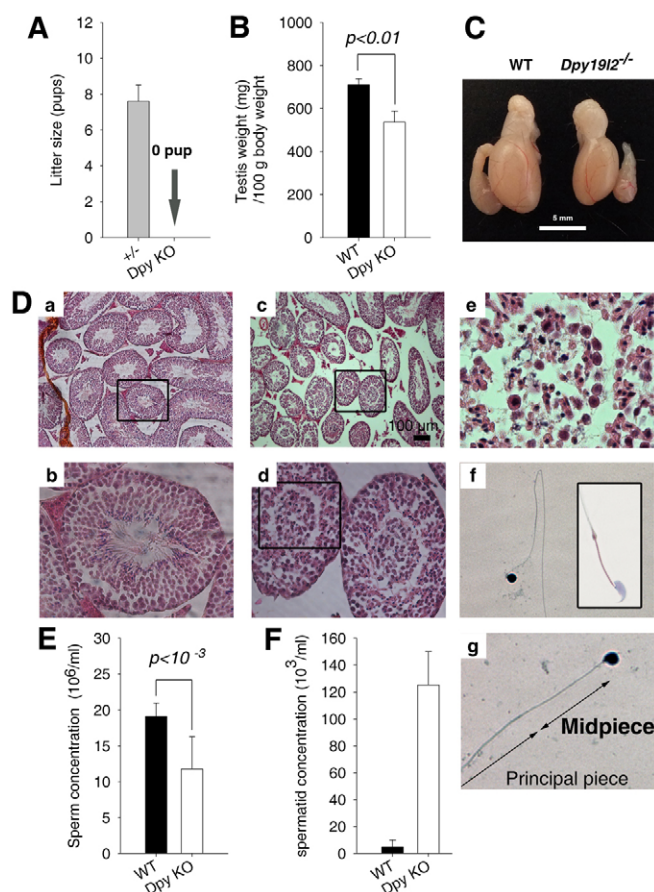 A
Litter size (pups)
12
10
8
6
4
2
0
0 pup
+/-
Dpy KO
B
Testis weight (mg)
/100 g body weight
1000
800
600
400
200
0
p<0.01
WT
Dpy KO
C
WT
Dpy19l2-/-
5 mm
D
a
c
100 µm
e
b
d
f
E
Sperm concentration (10⁶/ml)
30
25
20
15
10
5
0
p<10 -3
WT
Dpy KO
F
spermatid concentration (10³/ml)
160
140
120
100
80
60
40
20
0
WT
Dpy KO
g
Midpiece
Principal piece